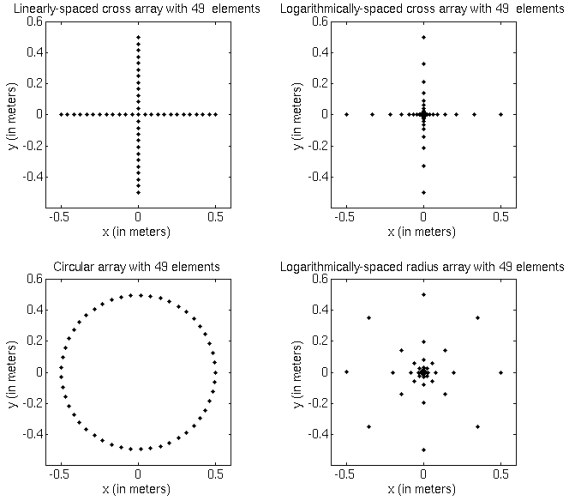 Linearly-spaced cross array with 49 elements
0.6
0.4
0.2
0
-0.2
-0.4
y (in meters)
-0.5 0 0.5
x (in meters)
Logarithmically-spaced cross array with 49 elements
0.6
0.4
0.2
0
-0.2
-0.4
y (in meters)
-0.5 0 0.5
x (in meters)
Circular array with 49 elements
0.6
0.4
0.2
0
-0.2
-0.4
y (in meters)
-0.5 0 0.5
x (in meters)
Logarithmically-spaced radius array with 49 elements
0.6
0.4
0.2
0
-0.2
-0.4
y (in meters)
-0.5 0 0.5
x (in meters)